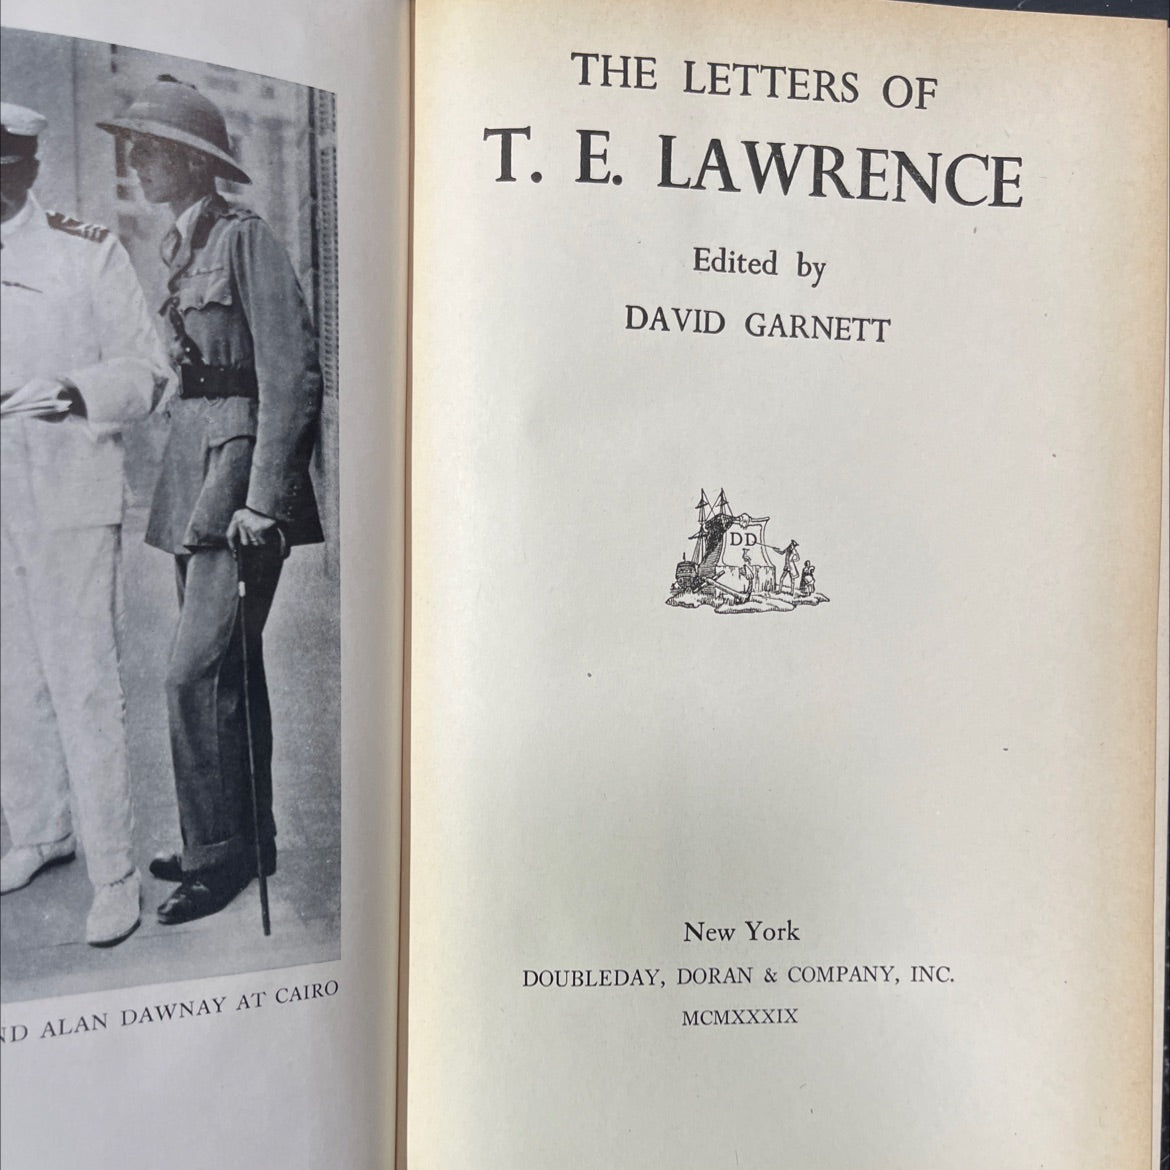 ALAN DAWNAY AT CAIRO
THE LETTERS OF
T. E. LAWRENCE
Edited by
DAVID GARNETT
DD
New York
DOUBLEDAY, DORAN & COMPANY, INC.
MCMXXXIX